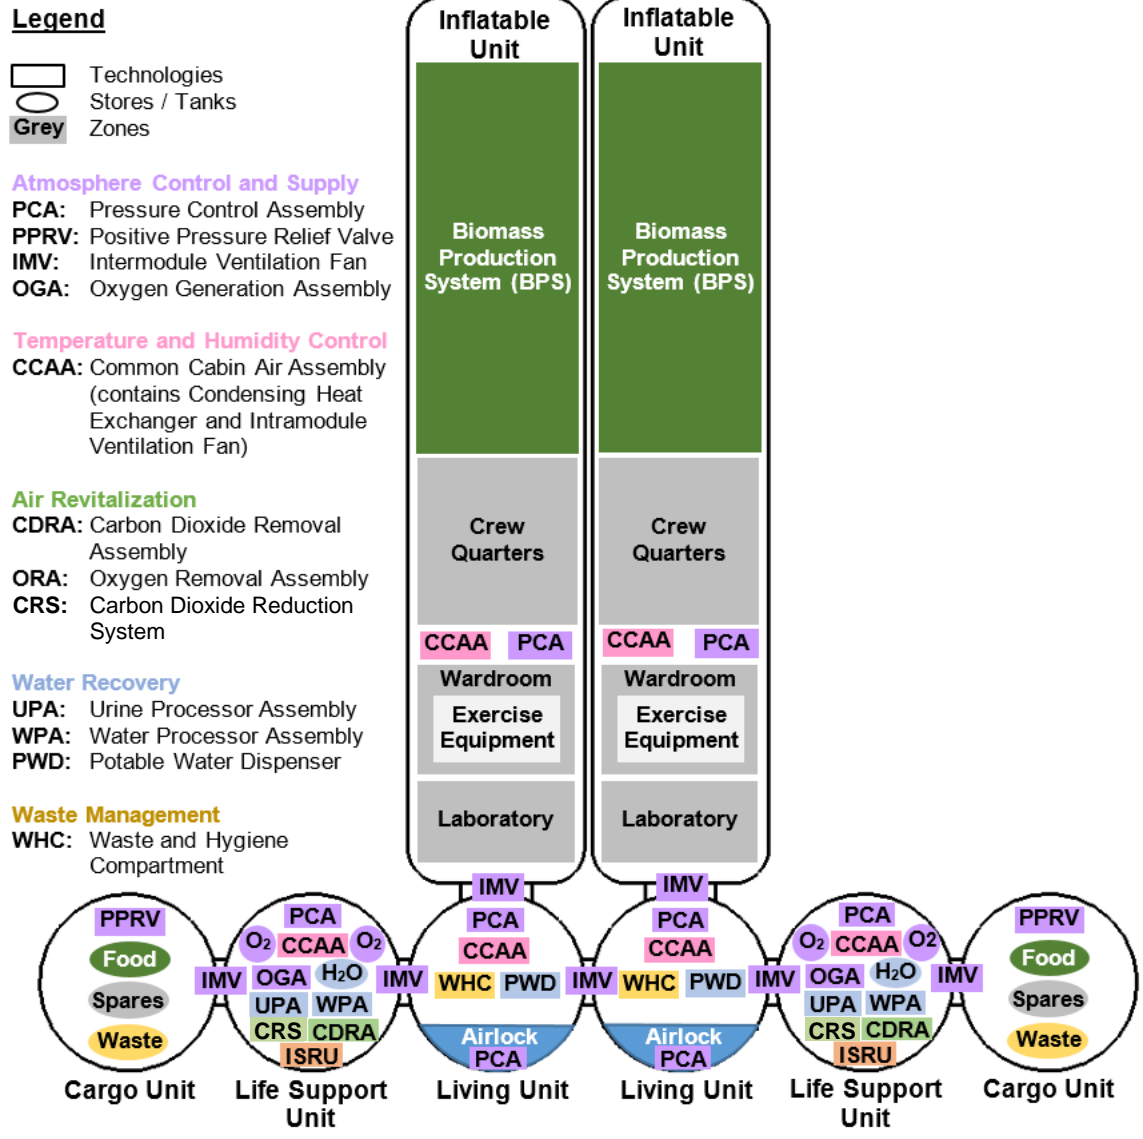 Legend
Technologies
Stores / Tanks
Grey Zones
Atmosphere Control and Supply
PCA: Pressure Control Assembly
PPRV: Positive Pressure Relief Valve
IMV: Intermodule Ventilation Fan
OGA: Oxygen Generation Assembly
Temperature and Humidity Control
CCAA: Common Cabin Air Assembly
(contains Condensing Heat
Exchanger and Intramodule
Ventilation Fan)
Air Revitalization
CDRA: Carbon Dioxide Removal
Assembly
ORA: Oxygen Removal Assembly
CRS: Carbon Dioxide Reduction
System
Water Recovery
UPA: Urine Processor Assembly
WPA: Water Processor Assembly
PWD: Potable Water Dispenser
Waste Management
WHC: Waste and Hygiene
Compartment
Inflatable
Unit
Biomass
Production
System (BPS)
Crew
Quarters
CCAA PCA
Wardroom
Exercise
Equipment
Laboratory
IMV
Inflatable
Unit
Biomass
Production
System (BPS)
Crew
Quarters
CCAA PCA
Wardroom
Exercise
Equipment
Laboratory
IMV
PPRV
Food
Spares
Waste
Cargo Unit
IMV
PCA
O₂ CCAA O₂
OGA H₂O
UPA WPA
CRS CDRA
ISRU
Life Support
Unit
IMV
PCA
CCAA
WHC PWD
Airlock
PCA
Living Unit
IMV
PCA
CCAA
WHC PWD
Airlock
PCA
Living Unit
IMV
PCA
O₂ CCAA O2
OGA H₂O
UPA WPA
CRS CDRA
ISRU
Life Support
Unit
IMV
PPRV
Food
Spares
Waste
Cargo Unit